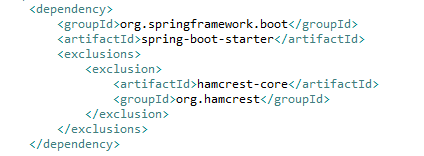 <dependency>
    <groupId>org.springframework.boot</groupId>
    <artifactId>spring-boot-starter</artifactId>
    <exclusions>
        <exclusion>
            <artifactId>hamcrest-core</artifactId>
            <groupId>org.hamcrest</groupId>
        </exclusion>
    </exclusions>
</dependency>